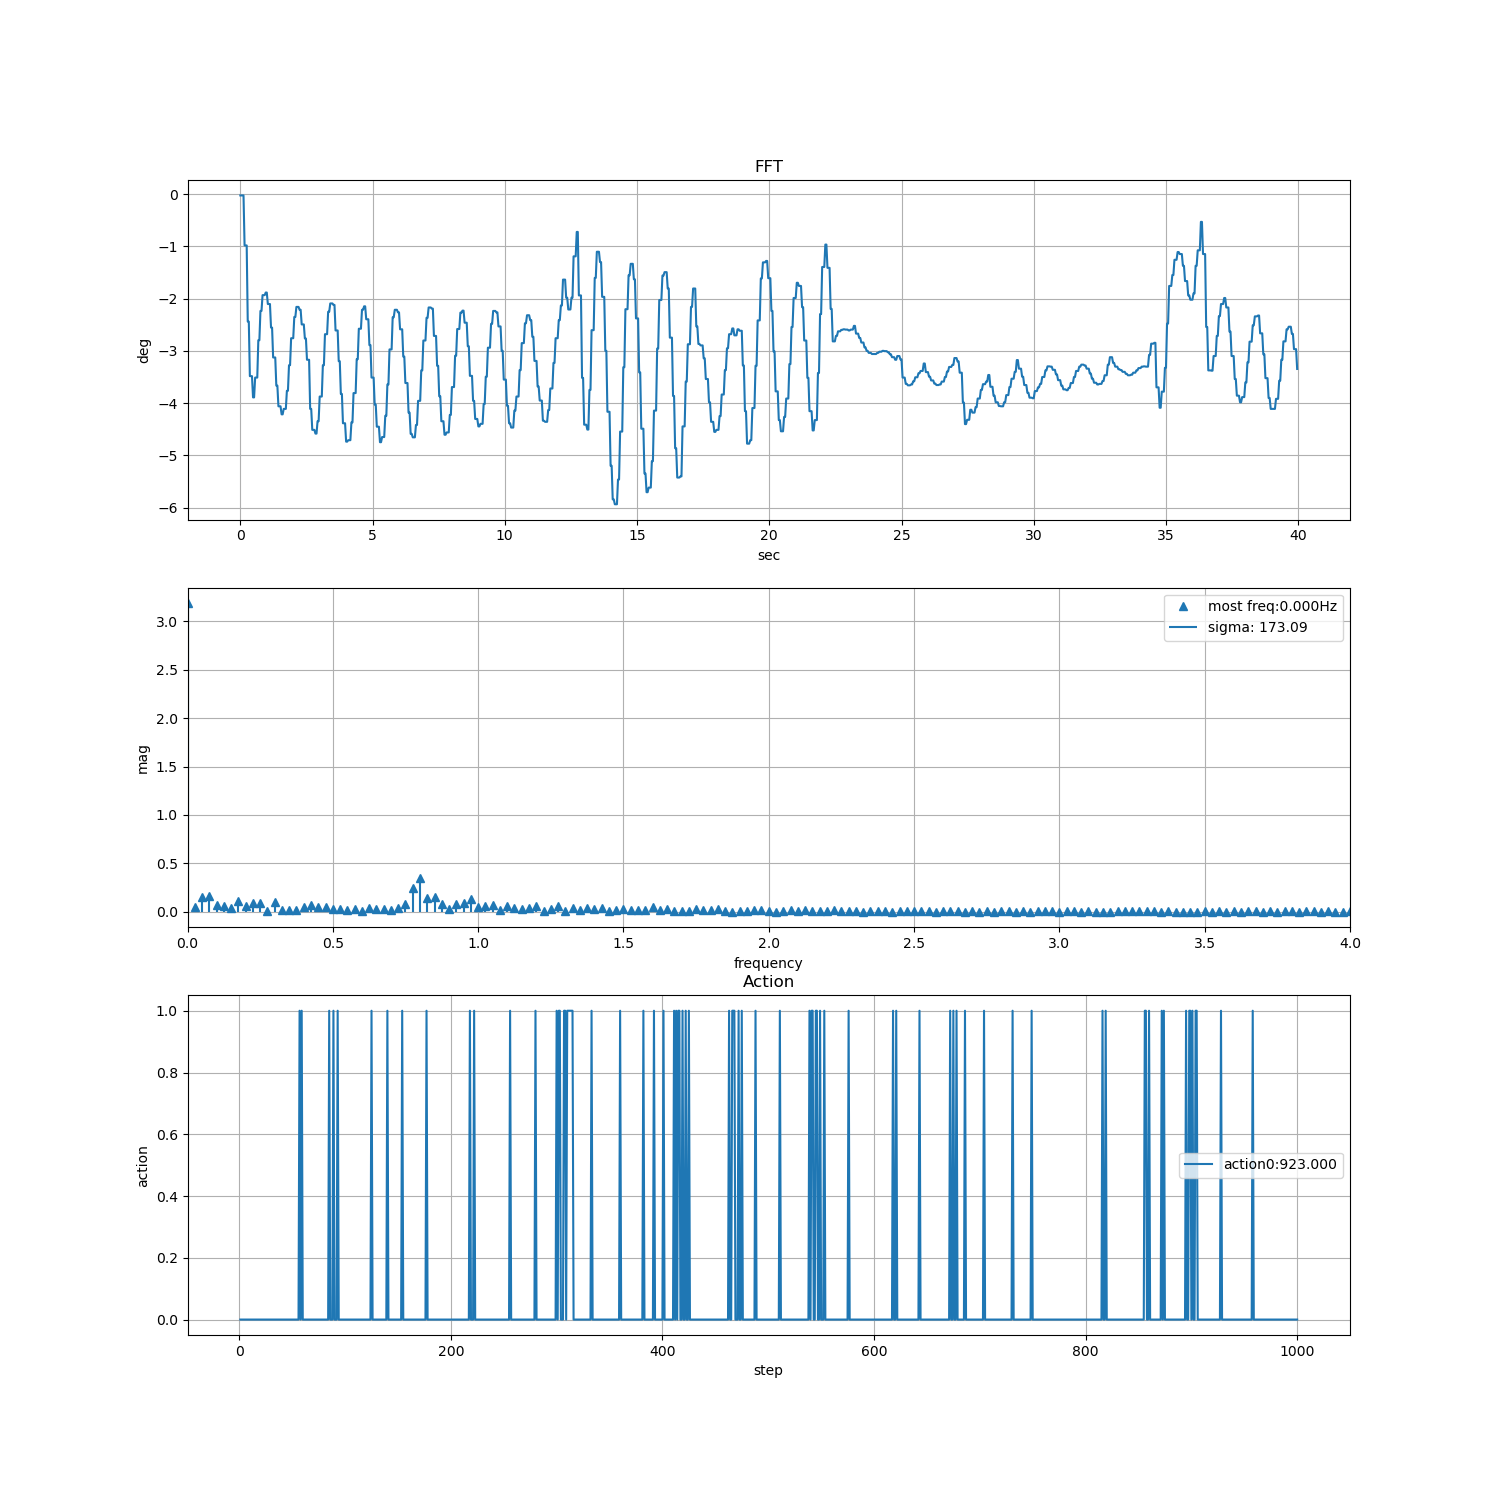 FFT
0
−1
−2
−3
−4
−5
−6
deg
0 5 10 15 20 25 30 35 40
sec
most freq:0.000Hz
sigma: 173.09
3.0
2.5
2.0
1.5
1.0
0.5
0.0
mag
0.0 0.5 1.0 1.5 2.0 2.5 3.0 3.5 4.0
frequency
Action
1.0
0.8
0.6
0.4
0.2
0.0
action
action0:923.000
0 200 400 600 800 1000
step